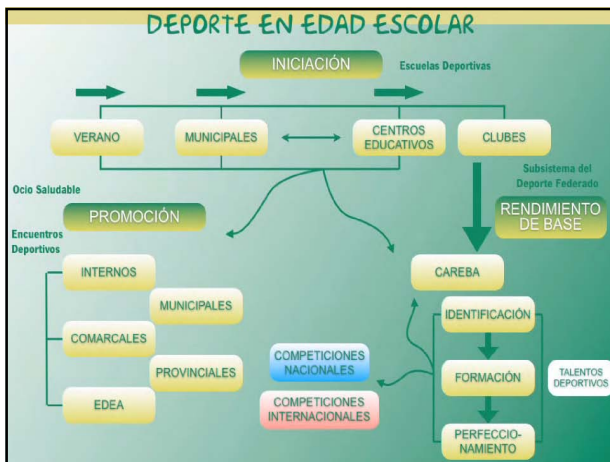 DEPORTE EN EDAD ESCOLAR
INICIACIÓN
Escuelas Deportivas
VERANO
MUNICIPALES
CENTROS
EDUCATIVOS
CLUBES
Ocio Saludable
Subsistema del
Deporte Federado
PROMOCIÓN
RENDIMIENTO
DE BASE
Encuentros
Deportivos
INTERNOS
MUNICIPALES
COMARCALES
PROVINCIALES
EDEA
CAREBA
IDENTIFICACIÓN
FORMACIÓN
PERFECCIO-
NAMIENTO
TALENTOS
DEPORTIVOS
COMPETICIONES
NACIONALES
COMPETICIONES
INTERNACIONALES